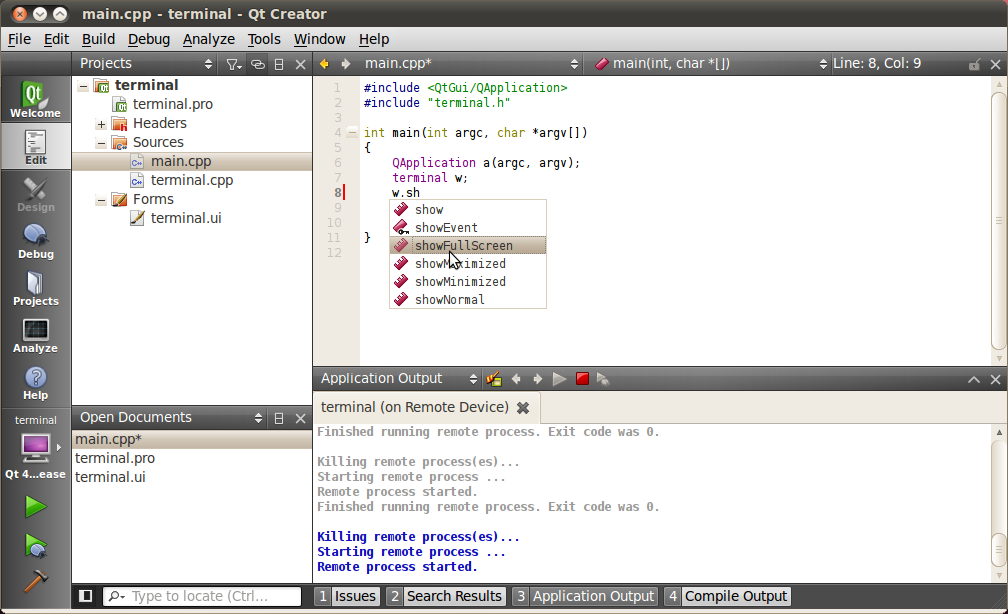 main.cpp - terminal - Qt Creator
File Edit Build Debug Analyze Tools Window Help
Projects
main.cpp*
main(int, char *[])
Line: 8, Col: 9
Qt
Welcome
Edit
Design
Debug
Projects
Analyze
Help
terminal
Qt 4...ease
terminal
terminal.pro
Headers
Sources
main.cpp
terminal.cpp
Forms
terminal.ui
Open Documents
main.cpp*
terminal.pro
terminal.ui
1 #include <QtGui/QApplication>
2 #include "terminal.h"
3
4 int main(int argc, char *argv[])
5 {
6 QApplication a(argc, argv);
7 terminal w;
8 w.sh
9
10
11 }
12
show
showEvent
showFullScreen
showMaximized
showMinimized
showNormal
Application Output
terminal (on Remote Device)
Finished running remote process. Exit code was 0.
Killing remote process(es)...
Starting remote process ...
Remote process started.
Finished running remote process. Exit code was 0.
Killing remote process(es)...
Starting remote process ...
Remote process started.
Type to locate (Ctrl...
1 Issues 2 Search Results 3 Application Output 4 Compile Output